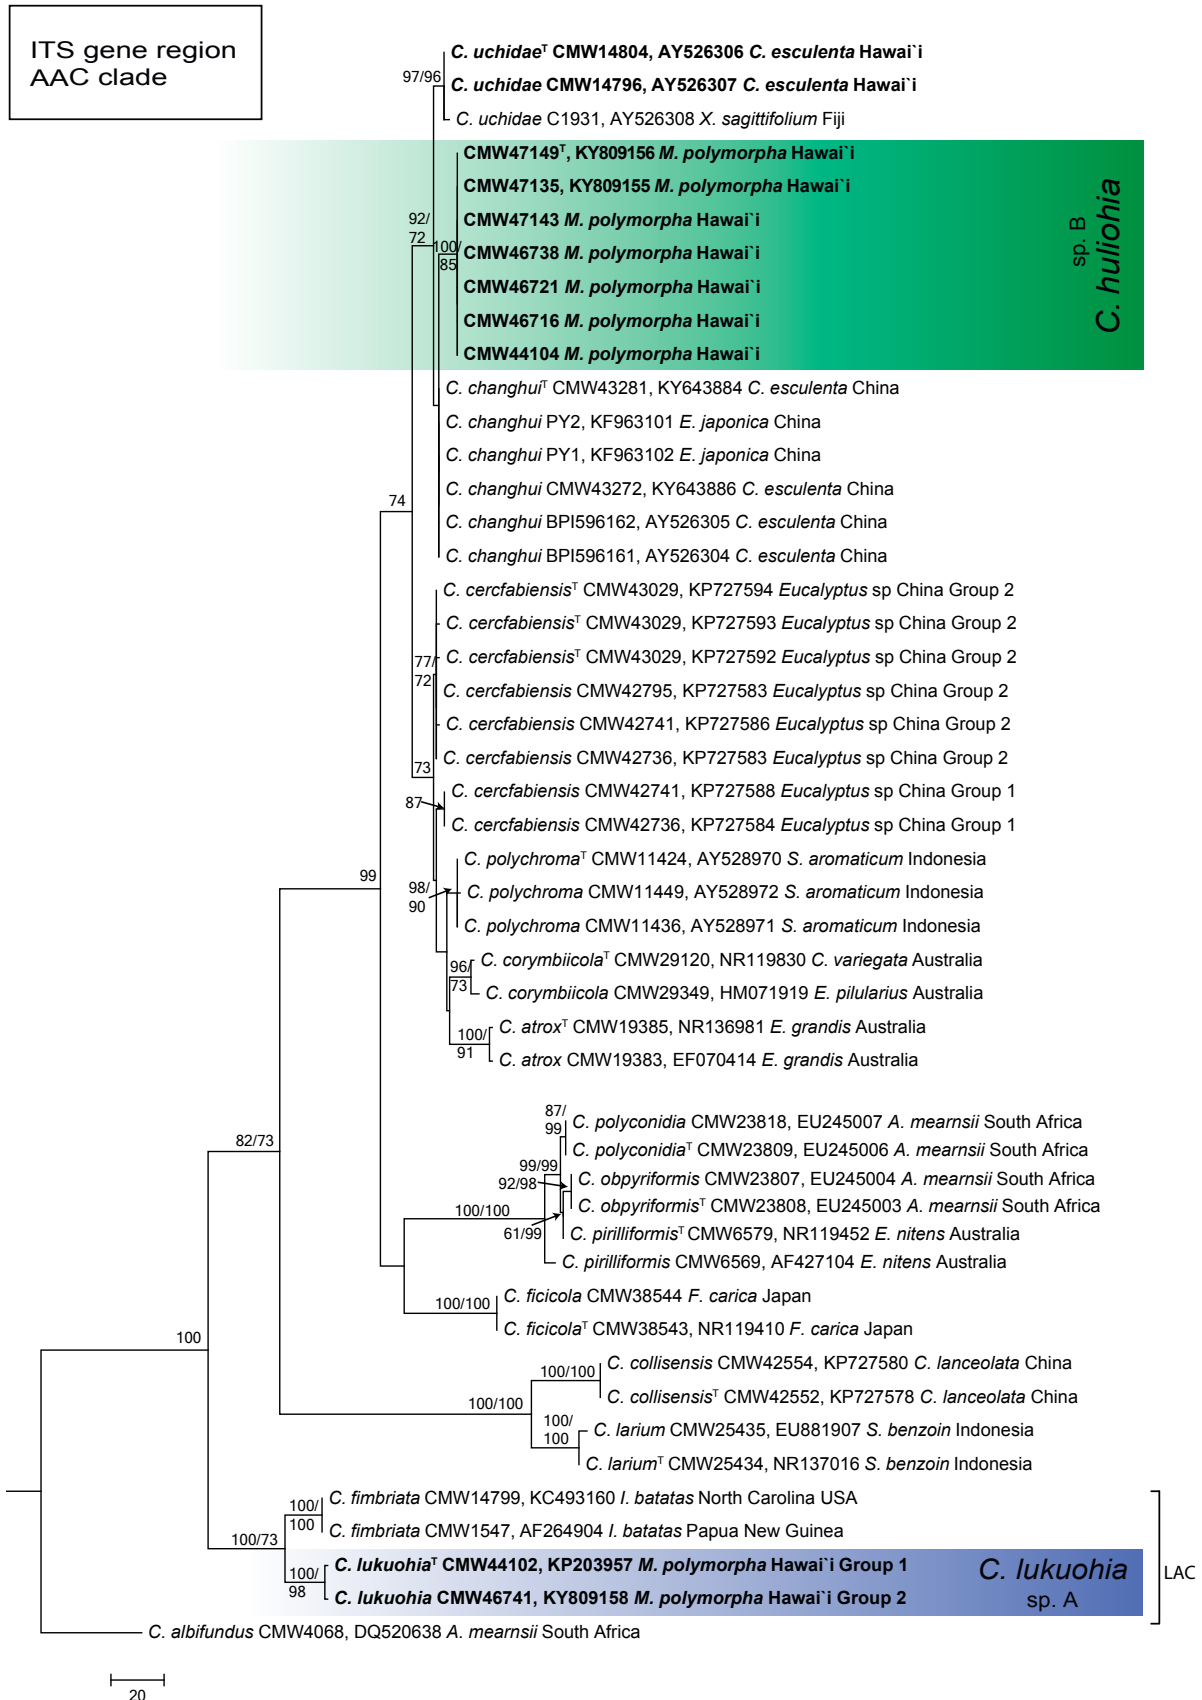 ITS gene region
AAC clade
C. uchidaeᵀ CMW14804, AY526306 C. esculenta Hawai`i
97/96
C. uchidae CMW14796, AY526307 C. esculenta Hawai`i
C. uchidae C1931, AY526308 X. sagittifolium Fiji
CMW47149ᵀ, KY809156 M. polymorpha Hawai`i
CMW47135, KY809155 M. polymorpha Hawai`i
92/
72
CMW47143 M. polymorpha Hawai`i
100/
85
CMW46738 M. polymorpha Hawai`i
CMW46721 M. polymorpha Hawai`i
CMW46716 M. polymorpha Hawai`i
CMW44104 M. polymorpha Hawai`i
sp. B
C. huliohia
C. changhuiᵀ CMW43281, KY643884 C. esculenta China
C. changhui PY2, KF963101 E. japonica China
C. changhui PY1, KF963102 E. japonica China
74
C. changhui CMW43272, KY643886 C. esculenta China
C. changhui BPI596162, AY526305 C. esculenta China
C. changhui BPI596161, AY526304 C. esculenta China
C. cercfabiensisᵀ CMW43029, KP727594 Eucalyptus sp China Group 2
C. cercfabiensisᵀ CMW43029, KP727593 Eucalyptus sp China Group 2
77/
72
C. cercfabiensisᵀ CMW43029, KP727592 Eucalyptus sp China Group 2
C. cercfabiensis CMW42795, KP727583 Eucalyptus sp China Group 2
C. cercfabiensis CMW42741, KP727586 Eucalyptus sp China Group 2
C. cercfabiensis CMW42736, KP727583 Eucalyptus sp China Group 2
73
C. cercfabiensis CMW42741, KP727588 Eucalyptus sp China Group 1
87
C. cercfabiensis CMW42736, KP727584 Eucalyptus sp China Group 1
C. polychromaᵀ CMW11424, AY528970 S. aromaticum Indonesia
99
98/
90
C. polychroma CMW11449, AY528972 S. aromaticum Indonesia
C. polychroma CMW11436, AY528971 S. aromaticum Indonesia
C. corymbiicolaᵀ CMW29120, NR119830 C. variegata Australia
96/
73
C. corymbiicola CMW29349, HM071919 E. pilularius Australia
C. atroxᵀ CMW19385, NR136981 E. grandis Australia
100/
91
C. atrox CMW19383, EF070414 E. grandis Australia
87/
99
C. polyconidia CMW23818, EU245007 A. mearnsii South Africa
82/73
C. polyconidiaᵀ CMW23809, EU245006 A. mearnsii South Africa
99/99
92/98
C. obpyriformis CMW23807, EU245004 A. mearnsii South Africa
C. obpyriformisᵀ CMW23808, EU245003 A. mearnsii South Africa
100/100
61/99
C. pirilliformisᵀ CMW6579, NR119452 E. nitens Australia
C. pirilliformis CMW6569, AF427104 E. nitens Australia
C. ficicola CMW38544 F. carica Japan
100/100
C. ficicolaᵀ CMW38543, NR119410 F. carica Japan
100
C. collisensis CMW42554, KP727580 C. lanceolata China
100/100
C. collisensisᵀ CMW42552, KP727578 C. lanceolata China
100/100
100/
100
C. larium CMW25435, EU881907 S. benzoin Indonesia
C. lariumᵀ CMW25434, NR137016 S. benzoin Indonesia
C. fimbriata CMW14799, KC493160 I. batatas North Carolina USA
100/
100
C. fimbriata CMW1547, AF264904 I. batatas Papua New Guinea
100/73
C. lukuohiaᵀ CMW44102, KP203957 M. polymorpha Hawai`i Group 1
100/
98
C. lukuohia CMW46741, KY809158 M. polymorpha Hawai`i Group 2
C. lukuohia
sp. A
LAC
C. albifundus CMW4068, DQ520638 A. mearnsii South Africa
20